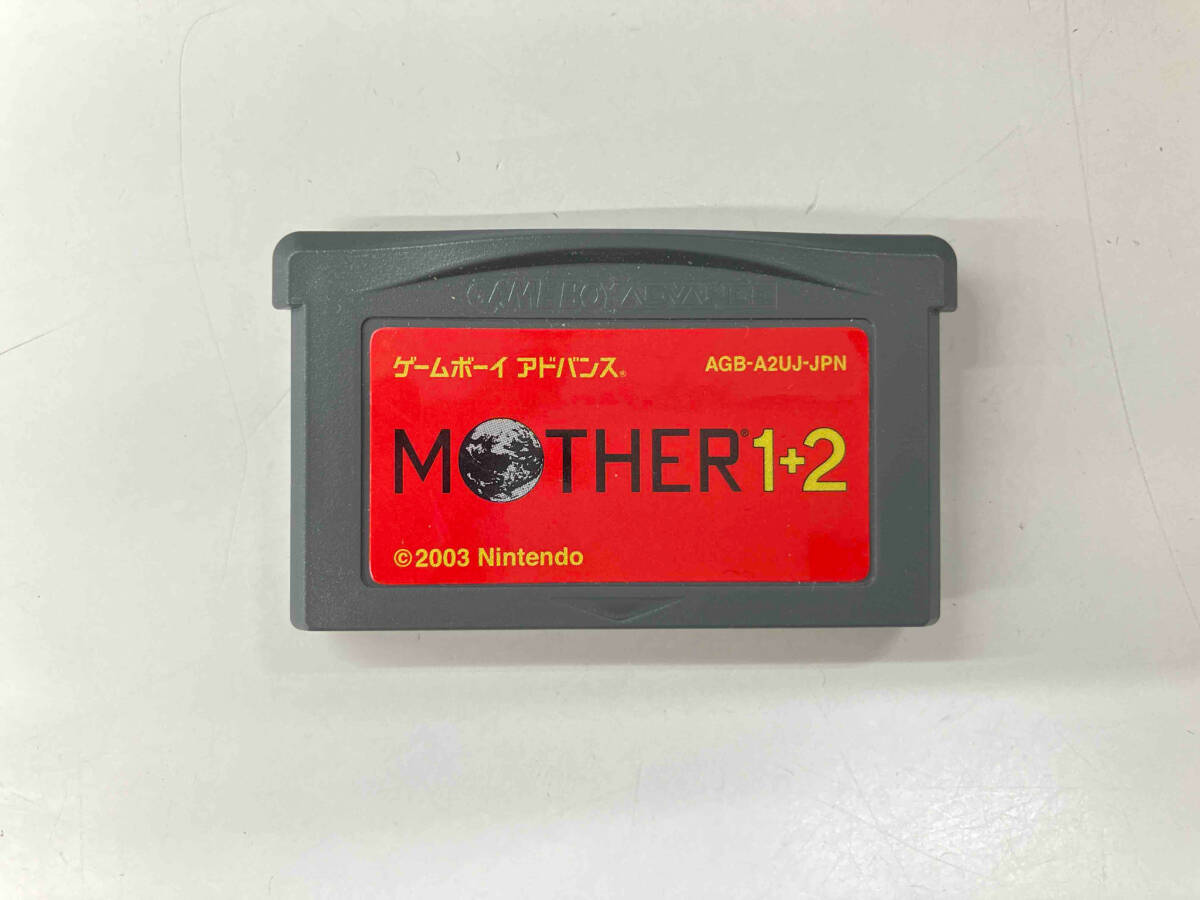 GAME BOY ADVANCE
ゲームボーイ アドバンス® AGB-A2UJ-JPN
MOTHER® 1+2
©2003 Nintendo